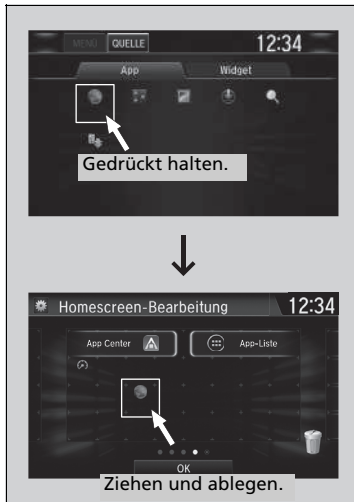 MENÜ QUELLE 12:34
App Widget
Gedrückt halten.
Homescreen-Bearbeitung 12:34
App Center App-Liste
OK
Ziehen und ablegen.